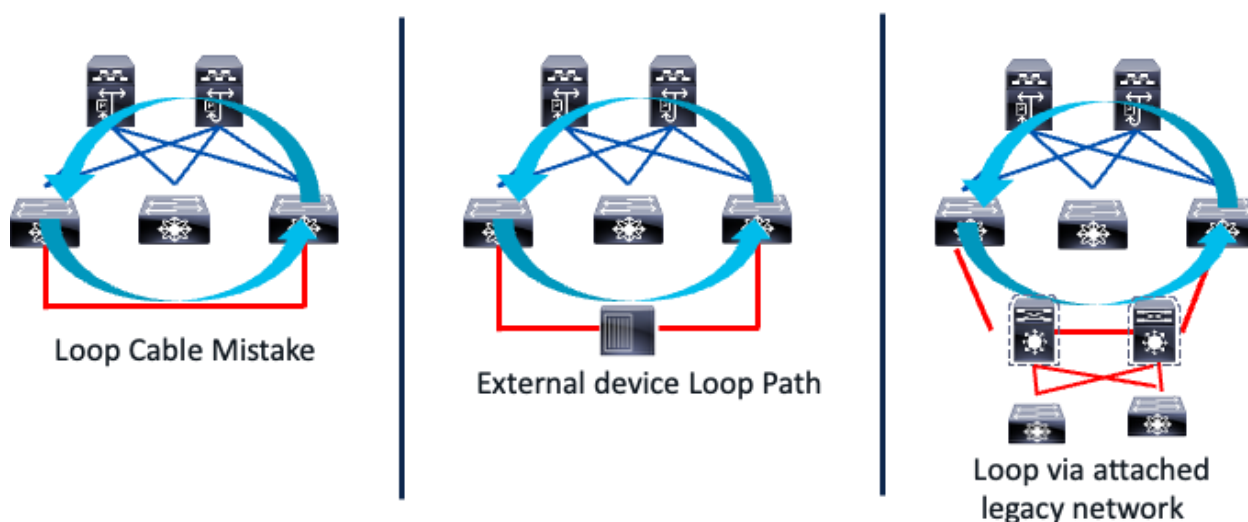 Loop Cable Mistake
External device Loop Path
Loop via attached
legacy network